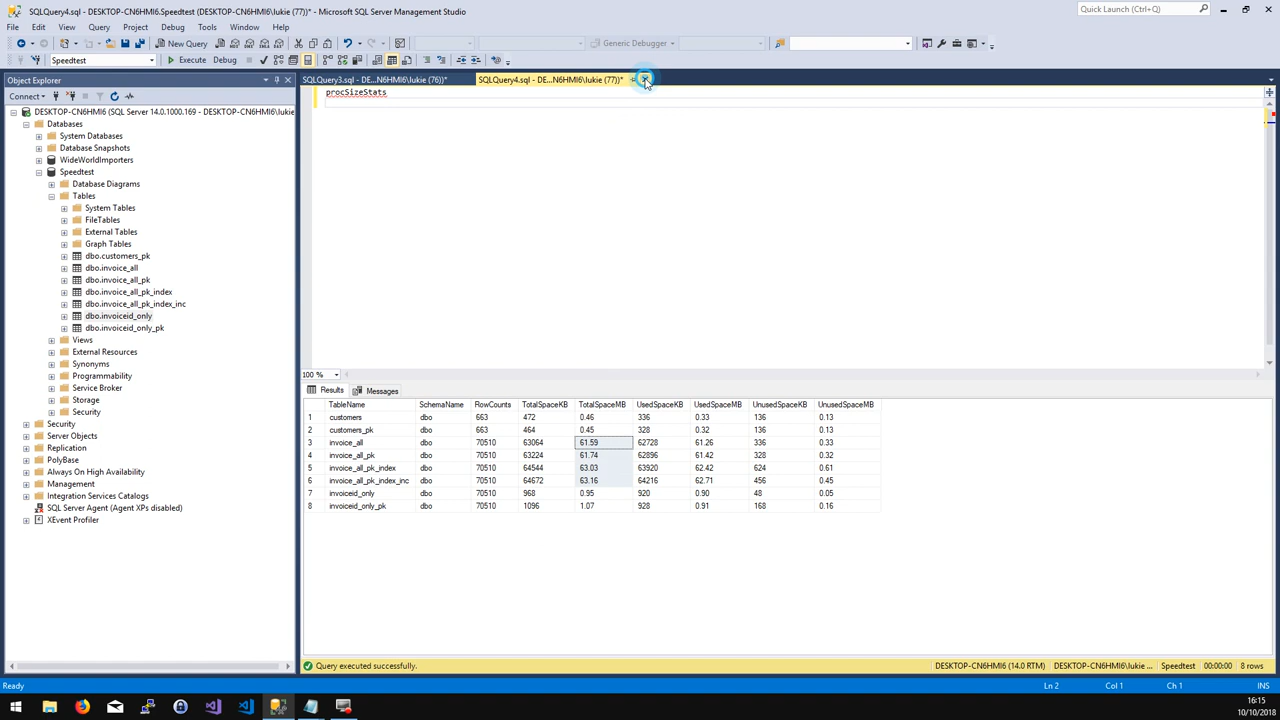 SQLQuery4.sql - DESKTOP-CN6HMI6.Speedtest (DESKTOP-CN6HMI6\lukie (77))* - Microsoft SQL Server Management Studio
Quick Launch (Ctrl+Q)
File Edit View Query Project Debug Tools Window Help
New Query
Generic Debugger
Speedtest
Execute Debug
Object Explorer
SQLQuery3.sql - DE...N6HMI6\lukie (76))*
SQLQuery4.sql - DE...N6HMI6\lukie (77))*
Connect
procSizeStats
DESKTOP-CN6HMI6 (SQL Server 14.0.1000.169 - DESKTOP-CN6HMI6\lukie
Databases
System Databases
Database Snapshots
WideWorldImporters
Speedtest
Database Diagrams
Tables
System Tables
FileTables
External Tables
Graph Tables
dbo.customers_pk
dbo.invoice_all
dbo.invoice_all_pk
dbo.invoice_all_pk_index
dbo.invoice_all_pk_index_inc
dbo.invoiceid_only
dbo.invoiceid_only_pk
Views
External Resources
Synonyms
Programmability
Service Broker
Storage
Security
Security
Server Objects
Replication
PolyBase
Always On High Availability
Management
Integration Services Catalogs
SQL Server Agent (Agent XPs disabled)
XEvent Profiler
100 %
Results Messages
TableName SchemaName RowCounts TotalSpaceKB TotalSpaceMB UsedSpaceKB UsedSpaceMB UnusedSpaceKB UnusedSpaceMB
1 customers dbo 663 472 0.46 336 0.33 136 0.13
2 customers_pk dbo 663 464 0.45 328 0.32 136 0.13
3 invoice_all dbo 70510 63064 61.59 62728 61.26 336 0.33
4 invoice_all_pk dbo 70510 63224 61.74 62896 61.42 328 0.32
5 invoice_all_pk_index dbo 70510 64544 63.03 63920 62.42 624 0.61
6 invoice_all_pk_index_inc dbo 70510 64672 63.16 64216 62.71 456 0.45
7 invoiceid_only dbo 70510 968 0.95 920 0.90 48 0.05
8 invoiceid_only_pk dbo 70510 1096 1.07 928 0.91 168 0.16
Query executed successfully.
DESKTOP-CN6HMI6 (14.0 RTM) DESKTOP-CN6HMI6\lukie ... Speedtest 00:00:00 8 rows
Ln 2 Col 1 Ch 1 INS
16:15
10/10/2018